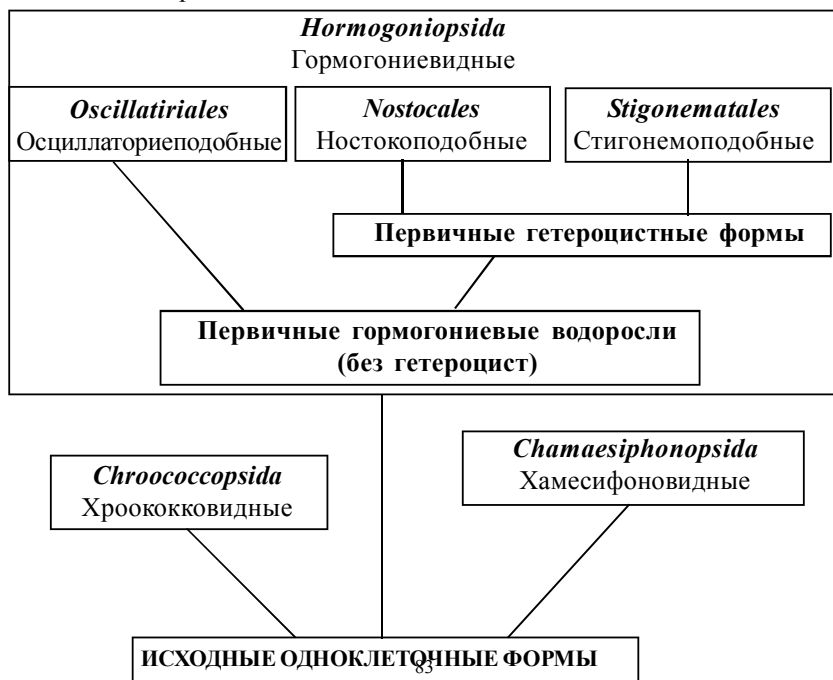 Hormogoniopsida
Гормогониевидные
Oscillatiriales
Осциллаториеподобные
Nostocales
Ностокоподобные
Stigonematales
Стигонемоподобные
Первичные гетероцистные формы
Первичные гормогониевые водоросли
(без гетероцист)
Chroococcopsida
Хроококковидные
Chamaesiphonopsida
Хамесифоновидные
ИСХОДНЫЕ ОДНОКЛЕТОЧНЫЕ ФОРМЫ
83